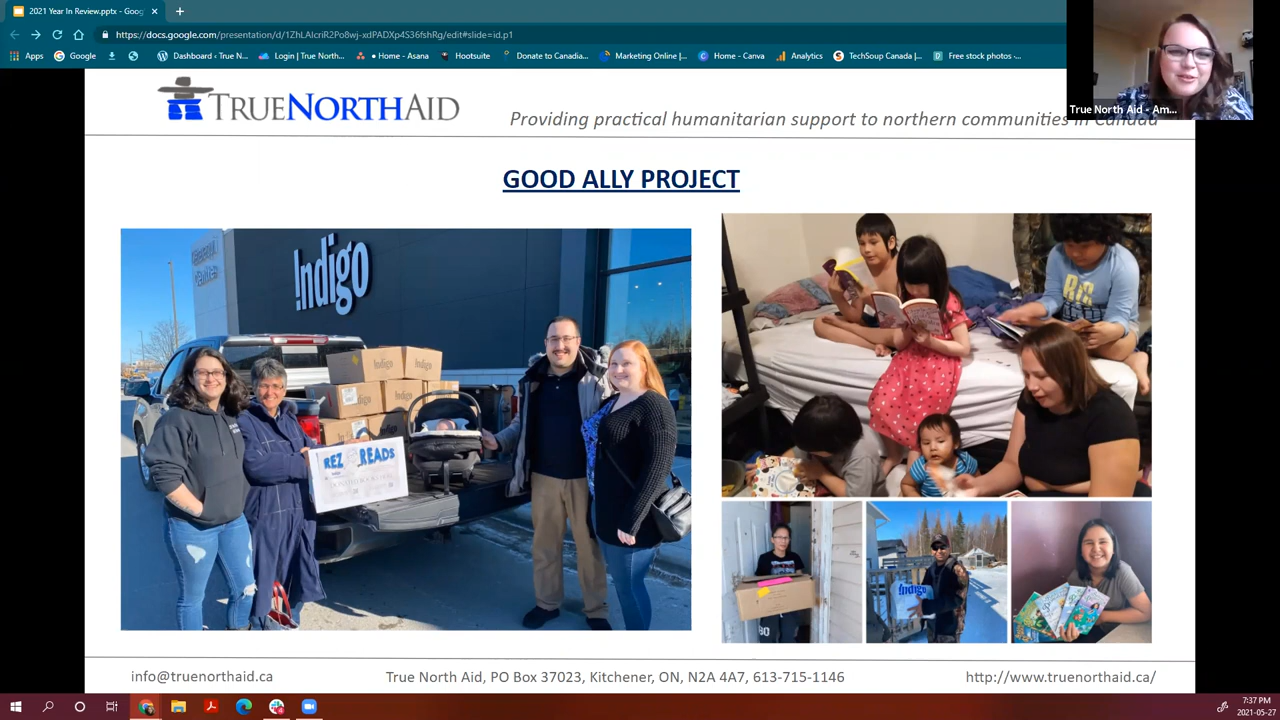 2021 Year In Review.pptx - Goog
https://docs.google.com/presentation/d/1ZhLAlcriR2Po8wj-xdPADXp4S36fshRg/edit#slide=id.p1
Apps
Google
Dashboard ‹ True N...
Login | True North...
Home - Asana
Hootsuite
Donate to Canadia...
Marketing Online |...
Home - Canva
Analytics
TechSoup Canada |...
Free stock photos -...
True North Aid - Am...
TRUENORTHAID
Providing practical humanitarian support to northern communities in Canada
GOOD ALLY PROJECT
Indigo
Indigo
Indigo
REZ READS
Indigo
info@truenorthaid.ca
True North Aid, PO Box 37023, Kitchener, ON, N2A 4A7, 613-715-1146
http://www.truenorthaid.ca/
7:37 PM
2021-05-27